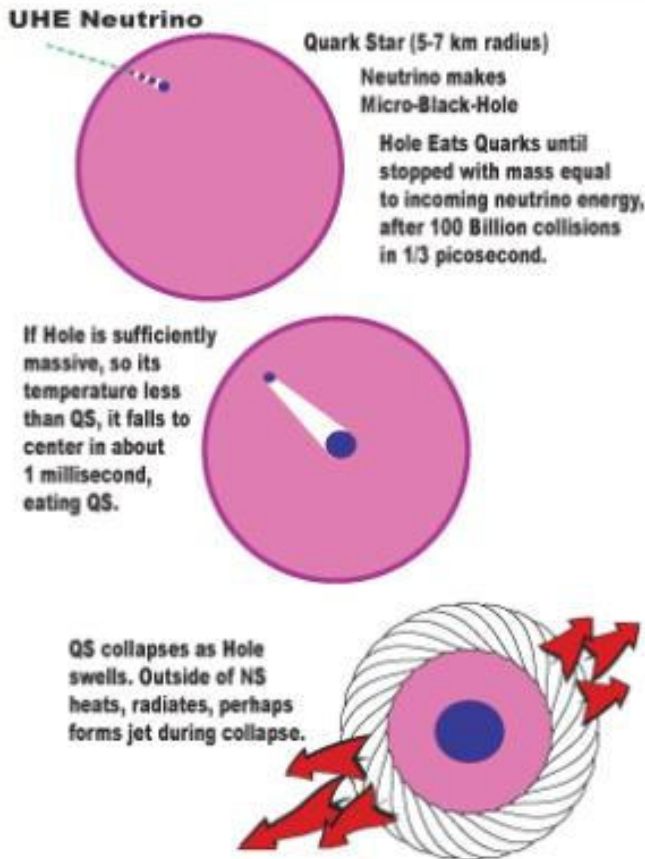 UHE Neutrino
Quark Star (5-7 km radius)
Neutrino makes
Micro-Black-Hole
Hole Eats Quarks until
stopped with mass equal
to incoming neutrino energy,
after 100 Billion collisions
in 1/3 picosecond.
If Hole is sufficiently
massive, so its
temperature less
than QS, it falls to
center in about
1 millisecond,
eating QS.
QS collapses as Hole
swells. Outside of NS
heats, radiates, perhaps
forms jet during collapse.